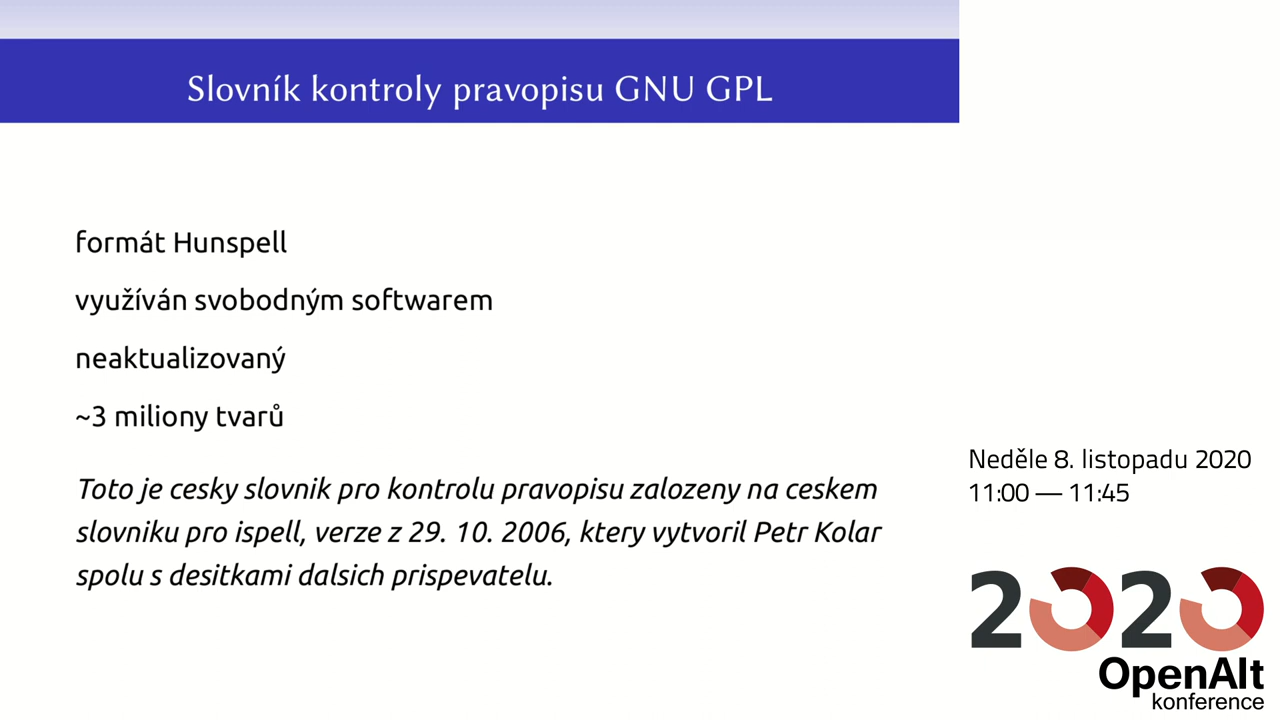 Slovník kontroly pravopisu GNU GPL
formát Hunspell
využíván svobodným softwarem
neaktualizovaný
~3 miliony tvarů
Toto je cesky slovnik pro kontrolu pravopisu zalozeny na ceskem
slovniku pro ispell, verze z 29. 10. 2006, ktery vytvoril Petr Kolar
spolu s desitkami dalsich prispevatelu.
Neděle 8. listopadu 2020
11:00 — 11:45
2020
OpenAlt
konference